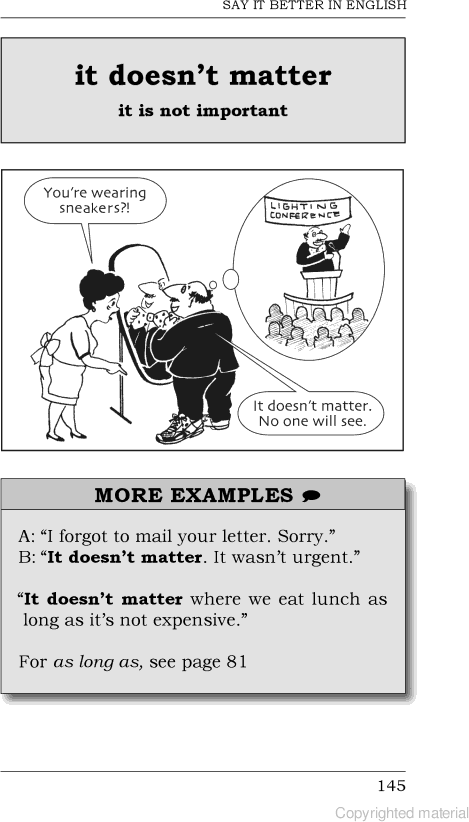 SAY IT BETTER IN ENGLISH
it doesn't matter
it is not important
You're wearing
sneakers?!
LIGHTING
CONFERENCE
It doesn't matter.
No one will see.
MORE EXAMPLES
A: “I forgot to mail your letter. Sorry.”
B: “It doesn't matter. It wasn't urgent.”
“It doesn't matter where we eat lunch as
long as it's not expensive.”
For as long as, see page 81
145
Copyrighted material